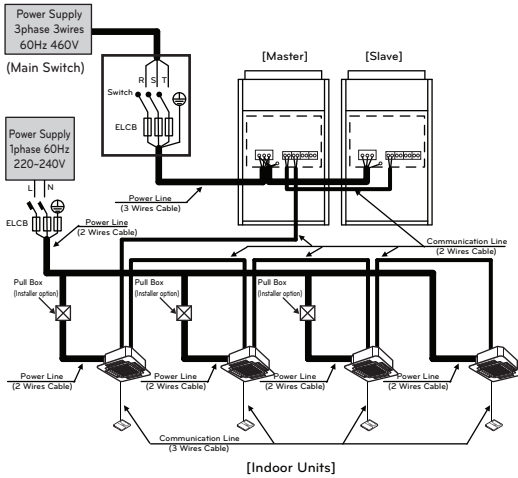 Power Supply
3phase 3wires
60Hz 460V
(Main Switch)
[Master]
[Slave]
R S T
Switch
ELCB
Power Supply
1phase 60Hz
220~240V
L N
ELCB
Power Line
(3 Wires Cable)
Power Line
(2 Wires Cable)
Communication Line
(2 Wires Cable)
Pull Box
(Installer option)
Pull Box
(Installer option)
Pull Box
(Installer option)
Power Line
(2 Wires Cable)
Power Line
(2 Wires Cable)
Power Line
(2 Wires Cable)
Power Line
(2 Wires Cable)
Communication Line
(3 Wires Cable)
[Indoor Units]